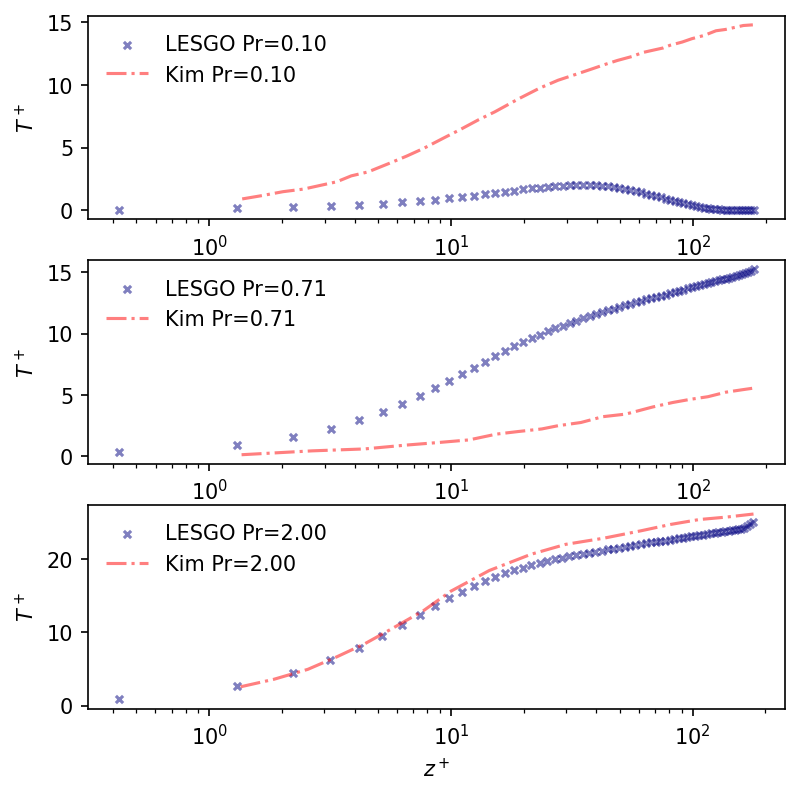 15
10
5
0
T⁺
LESGO Pr=0.10
Kim Pr=0.10
10⁰ 10¹ 10²
15
10
5
0
T⁺
LESGO Pr=0.71
Kim Pr=0.71
10⁰ 10¹ 10²
20
10
0
T⁺
LESGO Pr=2.00
Kim Pr=2.00
10⁰ 10¹ 10²
z⁺